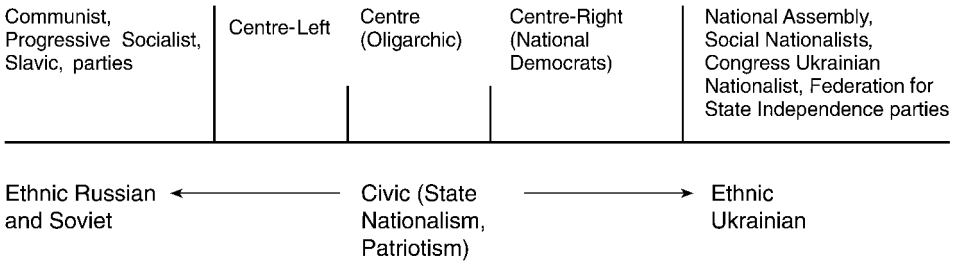 Communist,
Progressive Socialist,
Slavic, parties
Centre-Left
Centre
(Oligarchic)
Centre-Right
(National
Democrats)
National Assembly,
Social Nationalists,
Congress Ukrainian
Nationalist, Federation for
State Independence parties
Ethnic Russian
and Soviet
Civic (State
Nationalism,
Patriotism)
Ethnic
Ukrainian